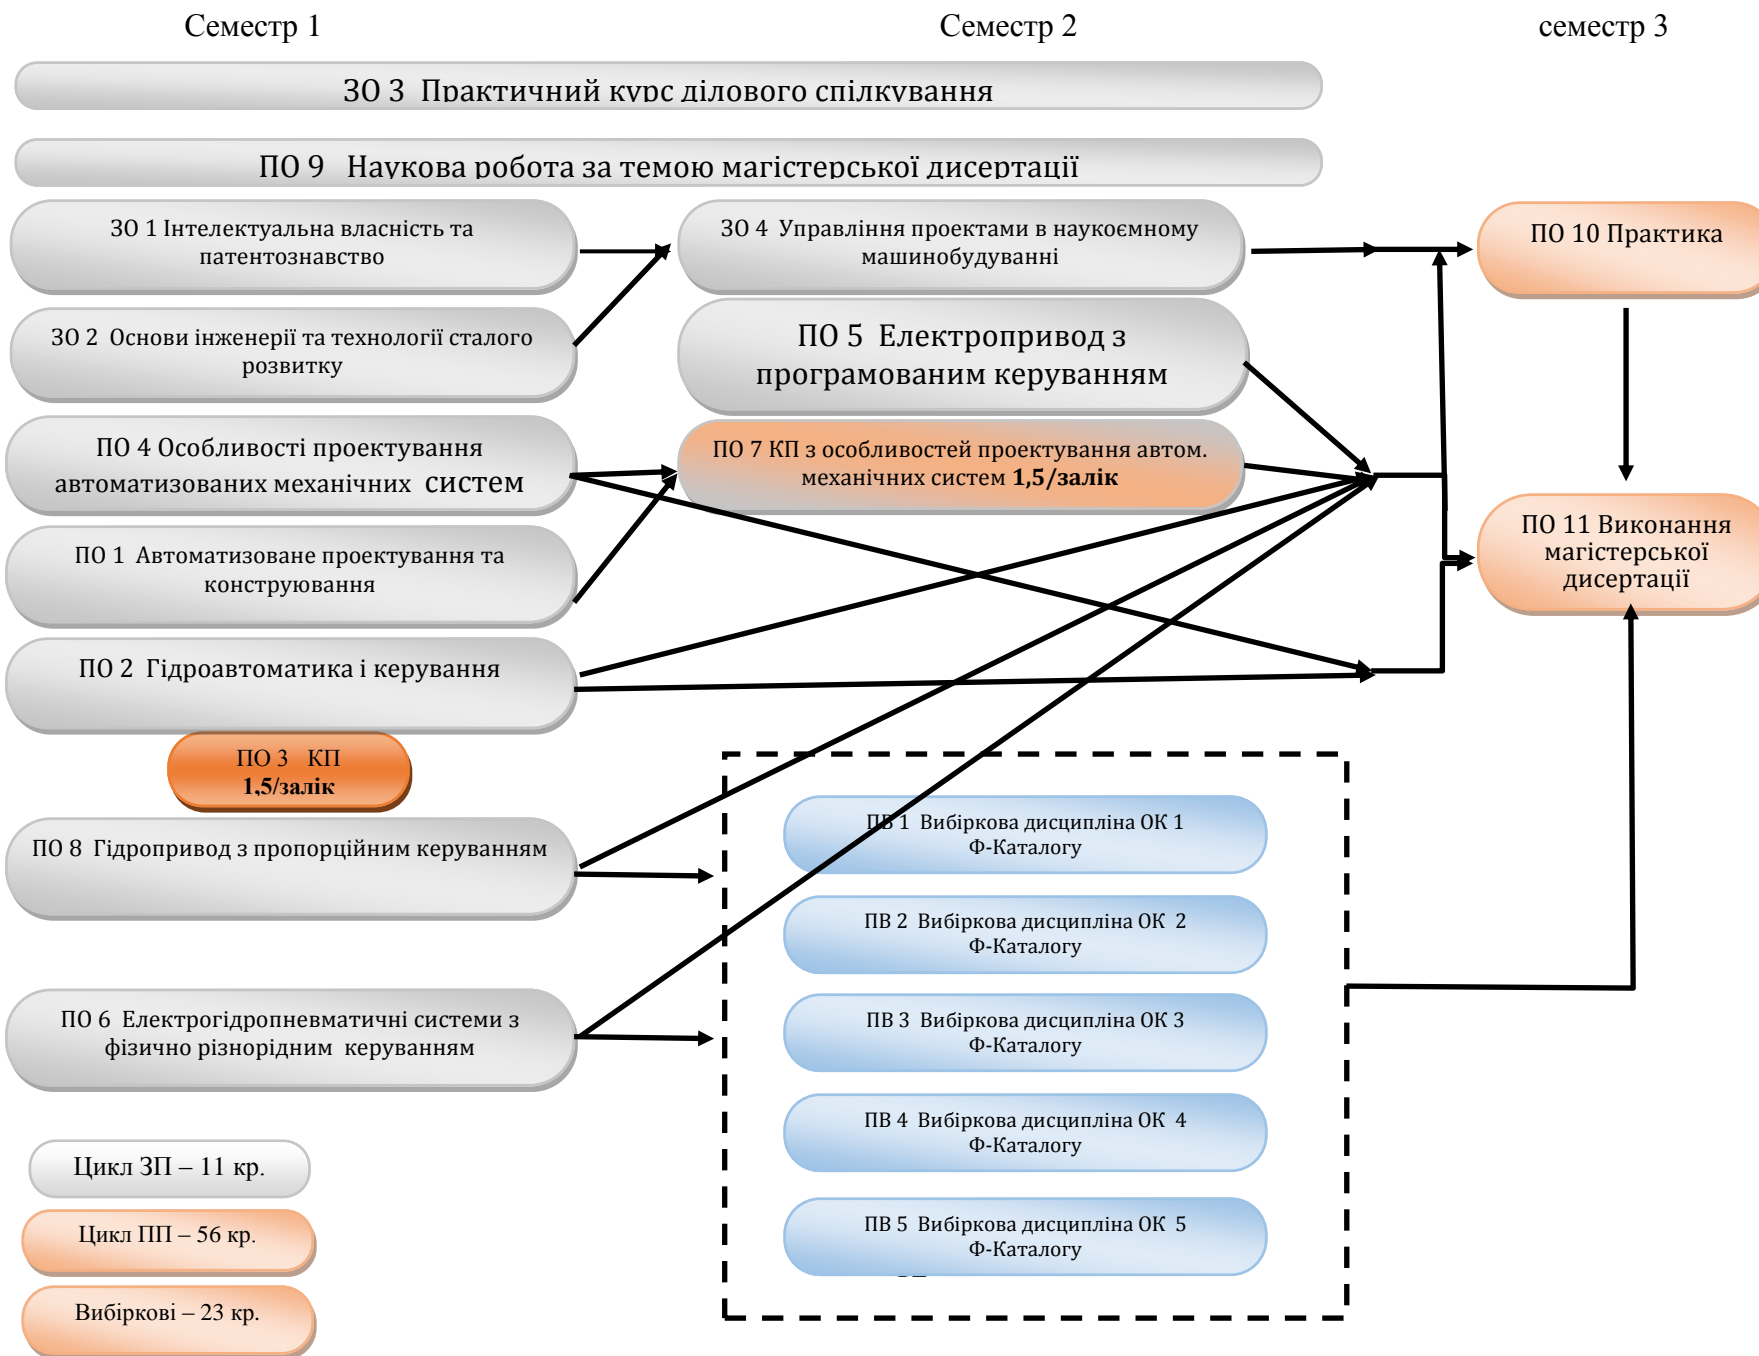 Семестр 1
Семестр 2
семестр 3
ЗО 3 Практичний курс ділового спілкування
ПО 9 Наукова робота за темою магістерської дисертації
ЗО 1 Інтелектуальна власність та
патентознавство
ЗО 4 Управління проектами в наукоємному
машинобудуванні
ПО 10 Практика
ЗО 2 Основи інженерії та технології сталого
розвитку
ПО 5 Електропривод з
програмованим керуванням
ПО 4 Особливості проектування
автоматизованих механічних систем
ПО 7 КП з особливостей проектування автом.
механічних систем 1,5/залік
ПО 11 Виконання
магістерської
дисертації
ПО 1 Автоматизоване проектування та
конструювання
ПО 2 Гідроавтоматика і керування
ПО 3 КП
1,5/залік
ПО 8 Гідропривод з пропорційним керуванням
ПО 6 Електрогідропневматичні системи з
фізично різнорідним керуванням
ПВ 1 Вибіркова дисципліна ОК 1
Ф-Каталогу
ПВ 2 Вибіркова дисципліна ОК 2
Ф-Каталогу
ПВ 3 Вибіркова дисципліна ОК 3
Ф-Каталогу
ПВ 4 Вибіркова дисципліна ОК 4
Ф-Каталогу
ПВ 5 Вибіркова дисципліна ОК 5
Ф-Каталогу
Цикл ЗП – 11 кр.
Цикл ПП – 56 кр.
Вибіркові – 23 кр.